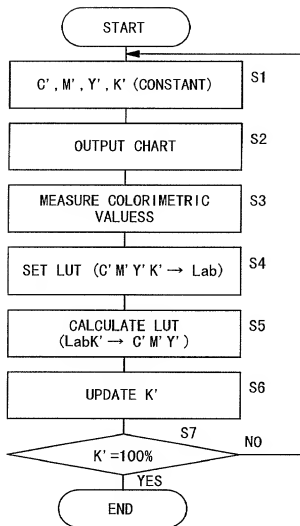 START
C', M', Y', K' (CONSTANT)
S1
OUTPUT CHART
S2
MEASURE COLORIMETRIC
VALUESS
S3
SET LUT (C'M'Y'K'→ Lab)
S4
CALCULATE LUT
(LabK'→ C'M'Y')
S5
UPDATE K'
S6
S7
K'=100%
NO
YES
END